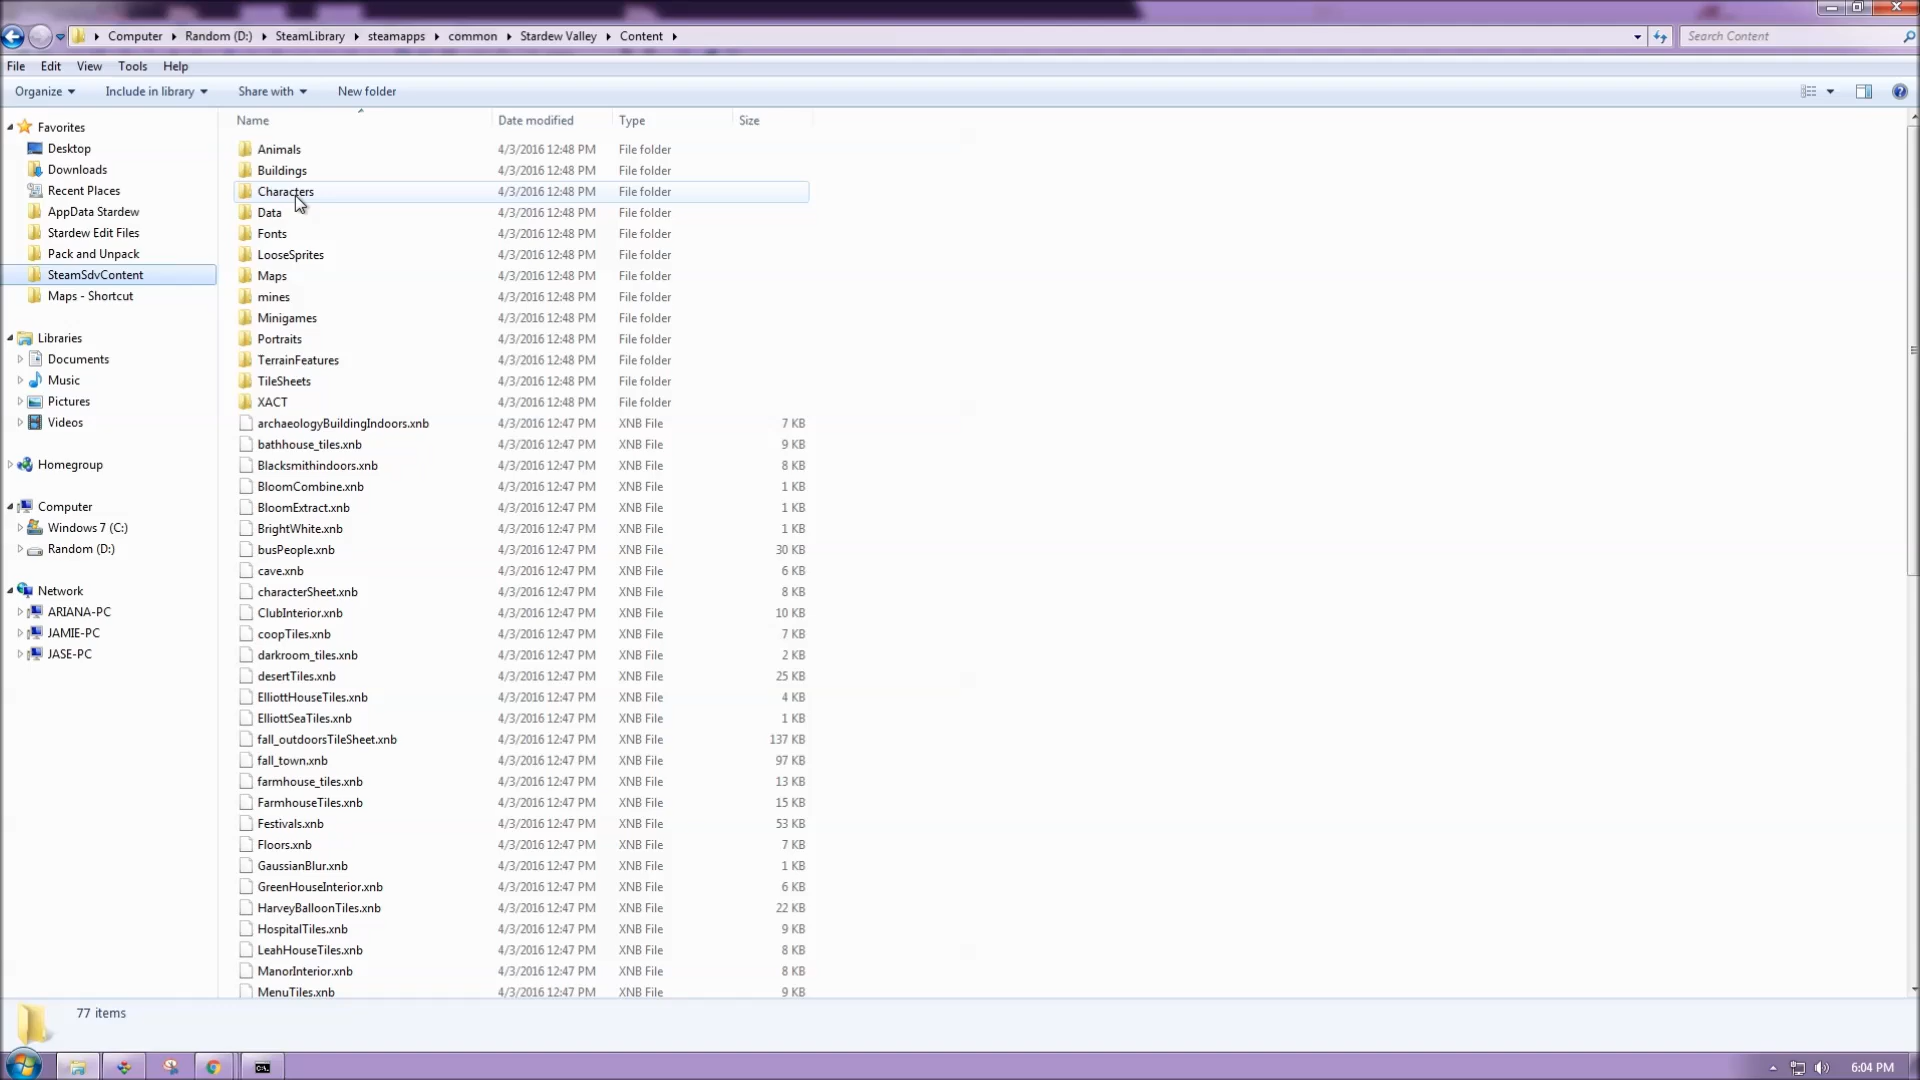 Computer Random (D:) SteamLibrary steamapps common Stardew Valley Content
Search Content
File Edit View Tools Help
Organize Include in library Share with New folder
Name Date modified Type Size
Favorites
Desktop
Downloads
Recent Places
AppData Stardew
Stardew Edit Files
Pack and Unpack
SteamSdvContent
Maps - Shortcut
Libraries
Documents
Music
Pictures
Videos
Homegroup
Computer
Windows 7 (C:)
Random (D:)
Network
ARIANA-PC
JAMIE-PC
JASE-PC
Animals 4/3/2016 12:48 PM File folder
Buildings 4/3/2016 12:48 PM File folder
Characters 4/3/2016 12:48 PM File folder
Data 4/3/2016 12:48 PM File folder
Fonts 4/3/2016 12:48 PM File folder
LooseSprites 4/3/2016 12:48 PM File folder
Maps 4/3/2016 12:48 PM File folder
mines 4/3/2016 12:48 PM File folder
Minigames 4/3/2016 12:48 PM File folder
Portraits 4/3/2016 12:48 PM File folder
TerrainFeatures 4/3/2016 12:48 PM File folder
TileSheets 4/3/2016 12:48 PM File folder
XACT 4/3/2016 12:48 PM File folder
archaeologyBuildingIndoors.xnb 4/3/2016 12:47 PM XNB File 7 KB
bathhouse_tiles.xnb 4/3/2016 12:47 PM XNB File 9 KB
Blacksmithindoors.xnb 4/3/2016 12:47 PM XNB File 8 KB
BloomCombine.xnb 4/3/2016 12:47 PM XNB File 1 KB
BloomExtract.xnb 4/3/2016 12:47 PM XNB File 1 KB
BrightWhite.xnb 4/3/2016 12:47 PM XNB File 1 KB
busPeople.xnb 4/3/2016 12:47 PM XNB File 30 KB
cave.xnb 4/3/2016 12:47 PM XNB File 6 KB
characterSheet.xnb 4/3/2016 12:47 PM XNB File 8 KB
ClubInterior.xnb 4/3/2016 12:47 PM XNB File 10 KB
coopTiles.xnb 4/3/2016 12:47 PM XNB File 7 KB
darkroom_tiles.xnb 4/3/2016 12:47 PM XNB File 2 KB
desertTiles.xnb 4/3/2016 12:47 PM XNB File 25 KB
ElliottHouseTiles.xnb 4/3/2016 12:47 PM XNB File 4 KB
ElliottSeaTiles.xnb 4/3/2016 12:47 PM XNB File 1 KB
fall_outdoorsTileSheet.xnb 4/3/2016 12:47 PM XNB File 137 KB
fall_town.xnb 4/3/2016 12:47 PM XNB File 97 KB
farmhouse_tiles.xnb 4/3/2016 12:47 PM XNB File 13 KB
FarmhouseTiles.xnb 4/3/2016 12:47 PM XNB File 15 KB
Festivals.xnb 4/3/2016 12:47 PM XNB File 53 KB
Floors.xnb 4/3/2016 12:47 PM XNB File 7 KB
GaussianBlur.xnb 4/3/2016 12:47 PM XNB File 1 KB
GreenHouseInterior.xnb 4/3/2016 12:47 PM XNB File 6 KB
HarveyBalloonTiles.xnb 4/3/2016 12:47 PM XNB File 22 KB
HospitalTiles.xnb 4/3/2016 12:47 PM XNB File 9 KB
LeahHouseTiles.xnb 4/3/2016 12:47 PM XNB File 8 KB
ManorInterior.xnb 4/3/2016 12:47 PM XNB File 8 KB
MenuTiles.xnb 4/3/2016 12:47 PM XNB File 9 KB
77 items
6:04 PM